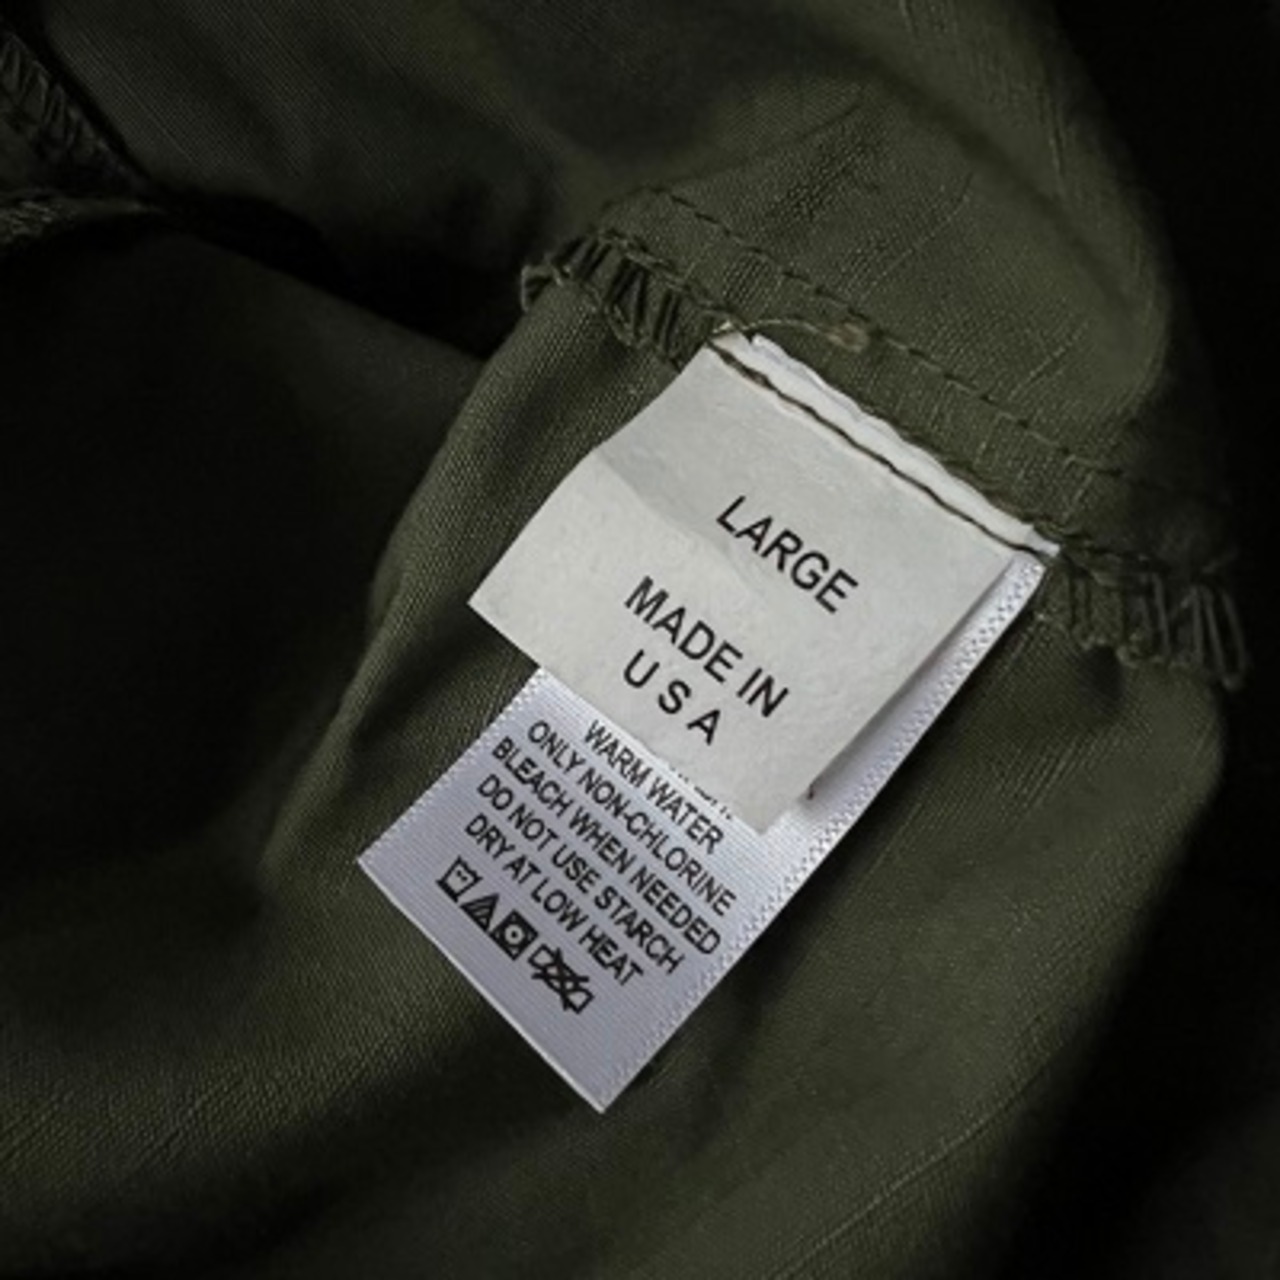 LARGE
MADE IN
U S A
WARM WATER
ONLY NON-CHLORINE
BLEACH WHEN NEEDED
DO NOT USE STARCH
DRY AT LOW HEAT